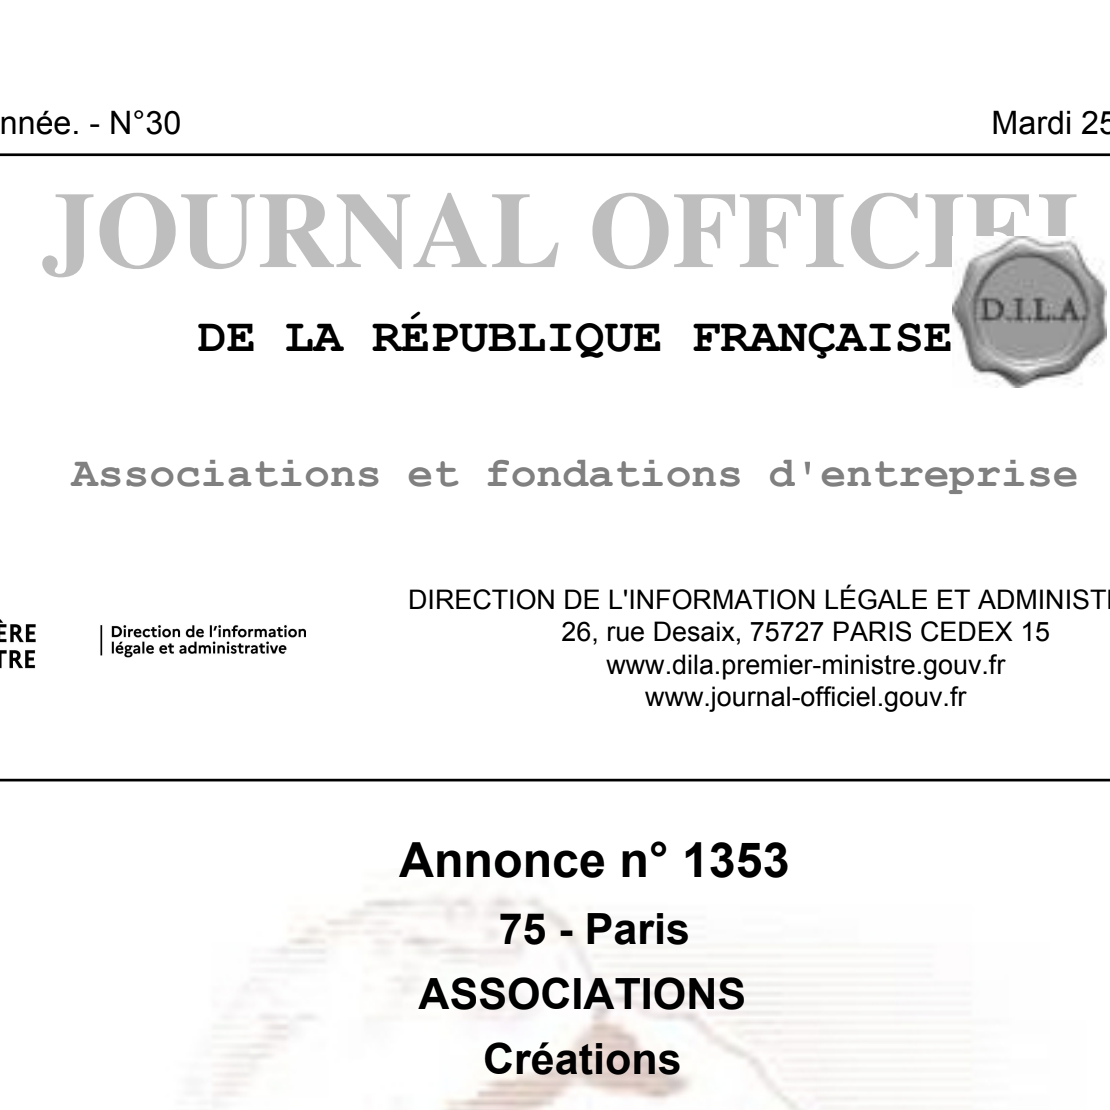 nnée. - N°30
Mardi 25
JOURNAL OFFICIEL
D.I.L.A.
DE LA RÉPUBLIQUE FRANÇAISE
Associations et fondations d'entreprise
ÈRE
TRE
Direction de l'information
légale et administrative
DIRECTION DE L'INFORMATION LÉGALE ET ADMINIST
26, rue Desaix, 75727 PARIS CEDEX 15
www.dila.premier-ministre.gouv.fr
www.journal-officiel.gouv.fr
Annonce n° 1353
75 - Paris
ASSOCIATIONS
Créations